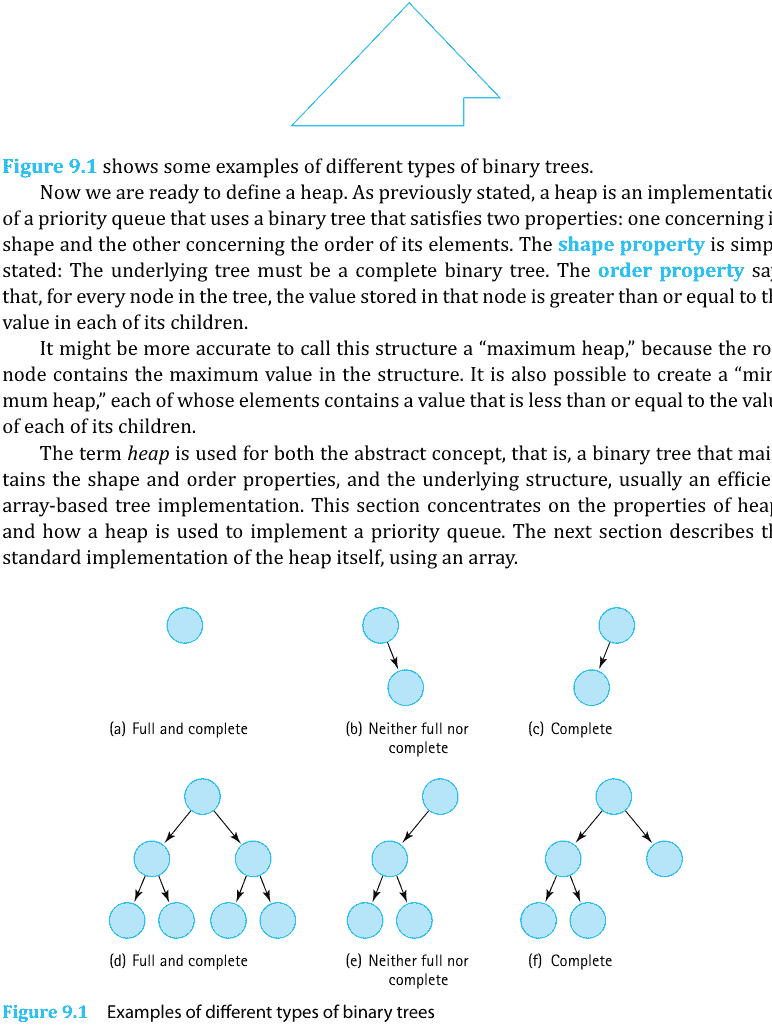 Figure 9.1 shows some examples of different types of binary trees.
Now we are ready to define a heap. As previously stated, a heap is an implementatio
of a priority queue that uses a binary tree that satisfies two properties: one concerning i
shape and the other concerning the order of its elements. The shape property is simp
stated: The underlying tree must be a complete binary tree. The order property say
that, for every node in the tree, the value stored in that node is greater than or equal to th
value in each of its children.
It might be more accurate to call this structure a “maximum heap,” because the ro
node contains the maximum value in the structure. It is also possible to create a “min
mum heap,” each of whose elements contains a value that is less than or equal to the valu
of each of its children.
The term heap is used for both the abstract concept, that is, a binary tree that main
tains the shape and order properties, and the underlying structure, usually an efficien
array-based tree implementation. This section concentrates on the properties of heap
and how a heap is used to implement a priority queue. The next section describes th
standard implementation of the heap itself, using an array.
(a) Full and complete
(b) Neither full nor
complete
(c) Complete
(d) Full and complete
(e) Neither full nor
complete
(f) Complete
Figure 9.1 Examples of different types of binary trees